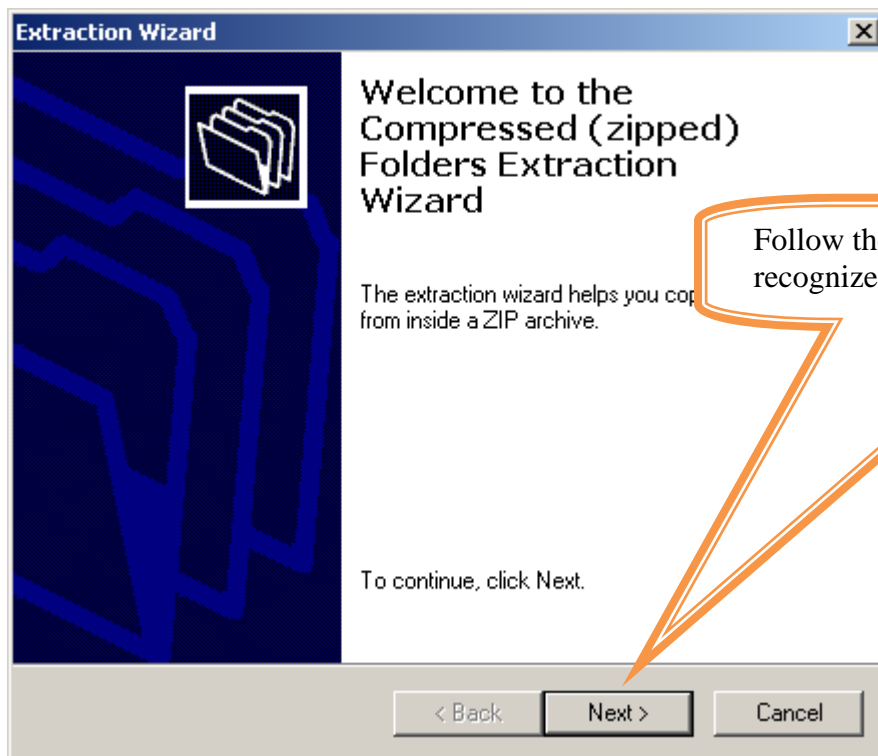 Extraction Wizard
Welcome to the
Compressed (zipped)
Folders Extraction
Wizard
Follow th
recognize
The extraction wizard helps you cop
from inside a ZIP archive.
To continue, click Next.
< Back
Next >
Cancel